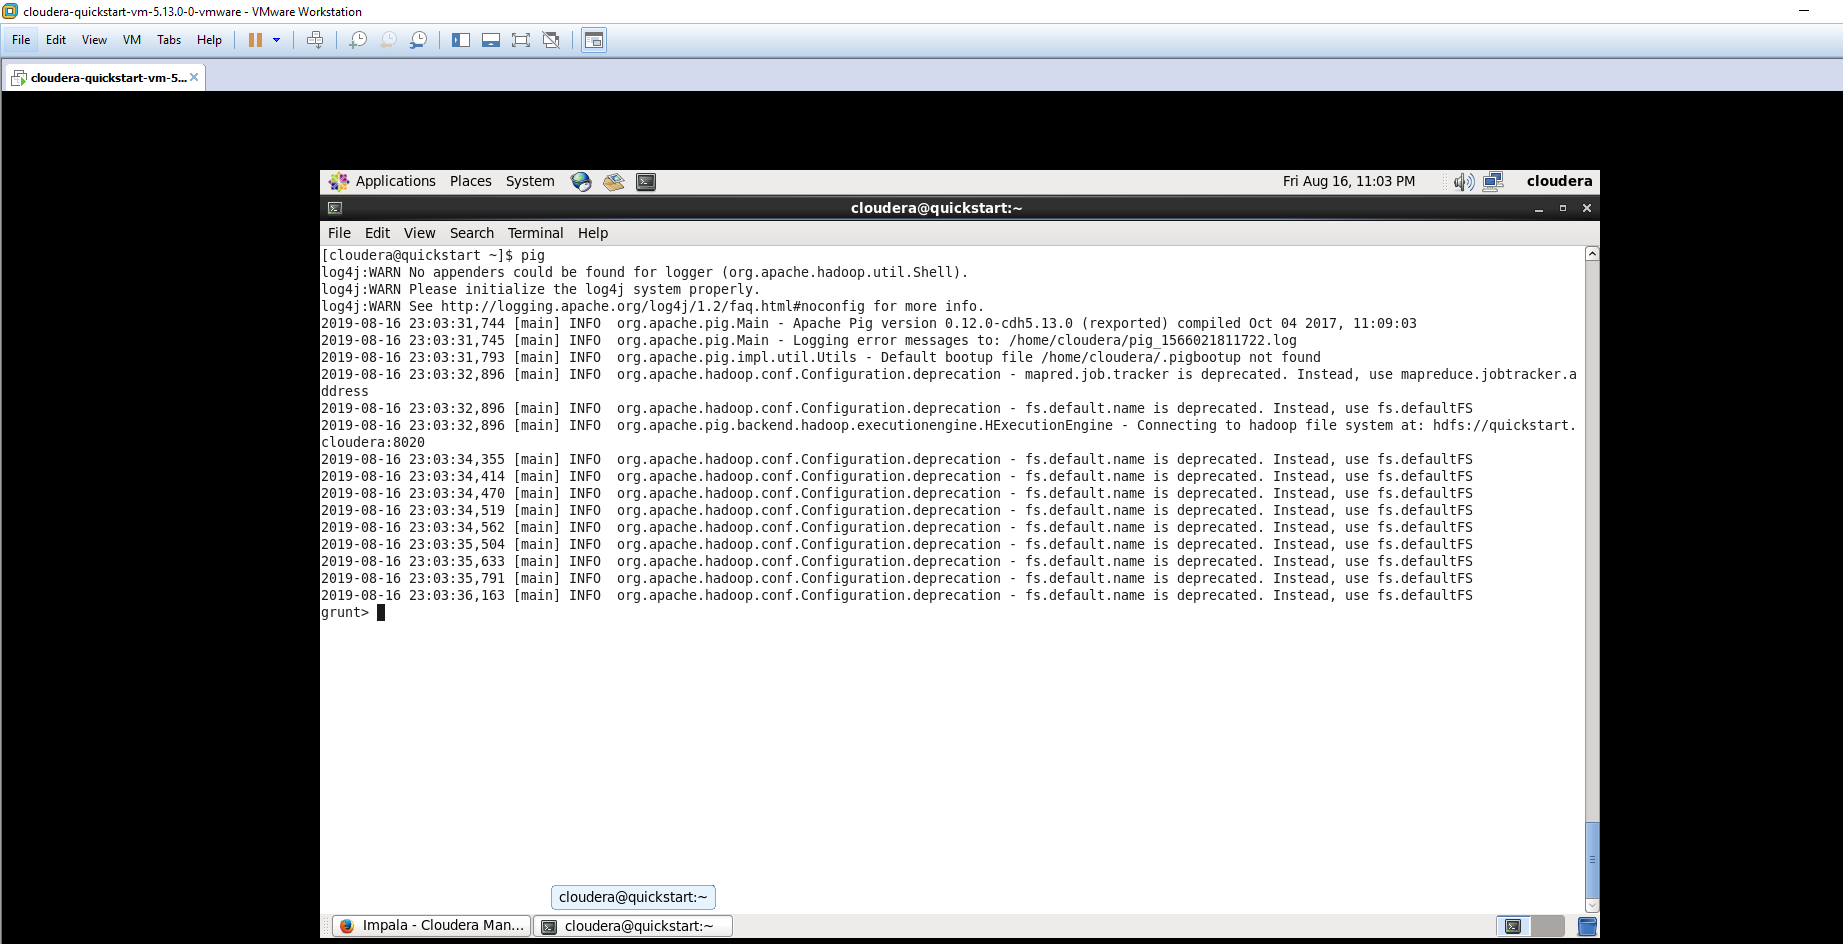 cloudera-quickstart-vm-5.13.0-0-vmware - VMware Workstation
File Edit View VM Tabs Help
cloudera-quickstart-vm-5...
Applications Places System Fri Aug 16, 11:03 PM cloudera
cloudera@quickstart:~
File Edit View Search Terminal Help
[cloudera@quickstart ~]$ pig
log4j:WARN No appenders could be found for logger (org.apache.hadoop.util.Shell).
log4j:WARN Please initialize the log4j system properly.
log4j:WARN See http://logging.apache.org/log4j/1.2/faq.html#noconfig for more info.
2019-08-16 23:03:31,744 [main] INFO  org.apache.pig.Main - Apache Pig version 0.12.0-cdh5.13.0 (rexported) compiled Oct 04 2017, 11:09:03
2019-08-16 23:03:31,745 [main] INFO  org.apache.pig.Main - Logging error messages to: /home/cloudera/pig_1566021811722.log
2019-08-16 23:03:31,793 [main] INFO  org.apache.pig.impl.util.Utils - Default bootup file /home/cloudera/.pigbootup not found
2019-08-16 23:03:32,896 [main] INFO  org.apache.hadoop.conf.Configuration.deprecation - mapred.job.tracker is deprecated. Instead, use mapreduce.jobtracker.a
ddress
2019-08-16 23:03:32,896 [main] INFO  org.apache.hadoop.conf.Configuration.deprecation - fs.default.name is deprecated. Instead, use fs.defaultFS
2019-08-16 23:03:32,896 [main] INFO  org.apache.pig.backend.hadoop.executionengine.HExecutionEngine - Connecting to hadoop file system at: hdfs://quickstart.
cloudera:8020
2019-08-16 23:03:34,355 [main] INFO  org.apache.hadoop.conf.Configuration.deprecation - fs.default.name is deprecated. Instead, use fs.defaultFS
2019-08-16 23:03:34,414 [main] INFO  org.apache.hadoop.conf.Configuration.deprecation - fs.default.name is deprecated. Instead, use fs.defaultFS
2019-08-16 23:03:34,470 [main] INFO  org.apache.hadoop.conf.Configuration.deprecation - fs.default.name is deprecated. Instead, use fs.defaultFS
2019-08-16 23:03:34,519 [main] INFO  org.apache.hadoop.conf.Configuration.deprecation - fs.default.name is deprecated. Instead, use fs.defaultFS
2019-08-16 23:03:34,562 [main] INFO  org.apache.hadoop.conf.Configuration.deprecation - fs.default.name is deprecated. Instead, use fs.defaultFS
2019-08-16 23:03:35,504 [main] INFO  org.apache.hadoop.conf.Configuration.deprecation - fs.default.name is deprecated. Instead, use fs.defaultFS
2019-08-16 23:03:35,633 [main] INFO  org.apache.hadoop.conf.Configuration.deprecation - fs.default.name is deprecated. Instead, use fs.defaultFS
2019-08-16 23:03:35,791 [main] INFO  org.apache.hadoop.conf.Configuration.deprecation - fs.default.name is deprecated. Instead, use fs.defaultFS
2019-08-16 23:03:36,163 [main] INFO  org.apache.hadoop.conf.Configuration.deprecation - fs.default.name is deprecated. Instead, use fs.defaultFS
grunt>
cloudera@quickstart:~
Impala - Cloudera Man... cloudera@quickstart:~